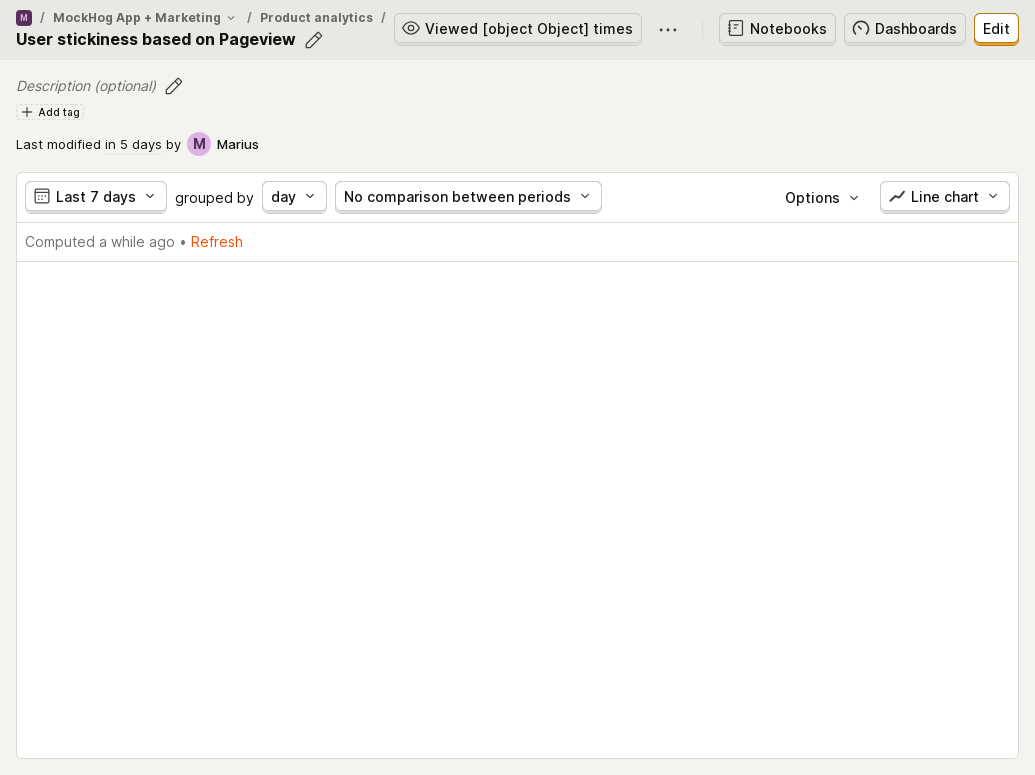 M / MockHog App + Marketing / Product analytics /
User stickiness based on Pageview
Viewed [object Object] times
Notebooks
Dashboards
Edit
Description (optional)
Add tag
Last modified in 5 days by M Marius
Last 7 days grouped by day No comparison between periods Options Line chart
Computed a while ago • Refresh